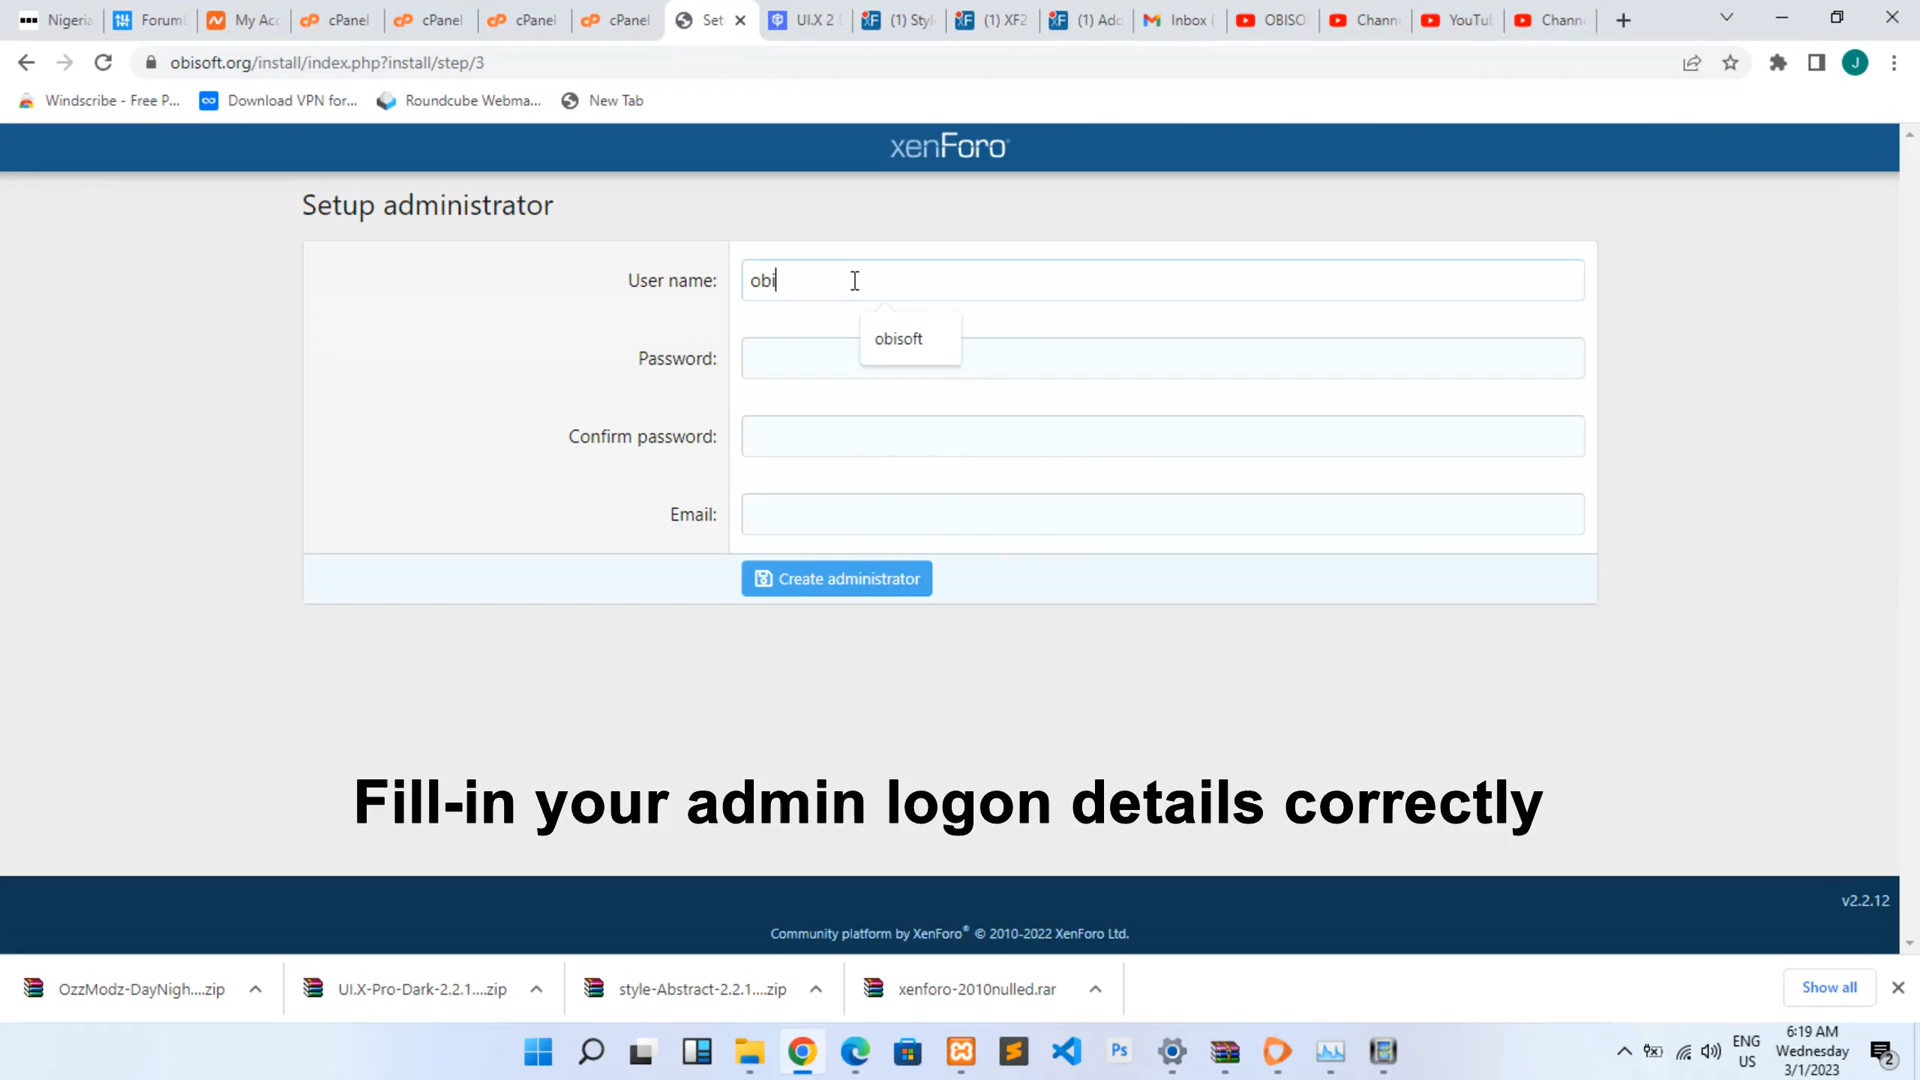 Nigeria
Forum
My Acc
cPanel
cPanel
cPanel
cPanel
Set
UI.X 2
(1) Styl
(1) XF2
(1) Add
Inbox (
OBISO
Chann
YouTu
Chann
obisoft.org/install/index.php?install/step/3
J
Windscribe - Free P...
Download VPN for...
Roundcube Webma...
New Tab
xenForo
Setup administrator
User name:
obi
obisoft
Password:
Confirm password:
Email:
Create administrator
Fill-in your admin logon details correctly
v2.2.12
Community platform by XenForo® © 2010-2022 XenForo Ltd.
OzzModz-DayNigh....zip
UI.X-Pro-Dark-2.2.1....zip
style-Abstract-2.2.1....zip
xenforo-2010nulled.rar
Show all
Ps
ENG
US
6:19 AM
Wednesday
3/1/2023
2